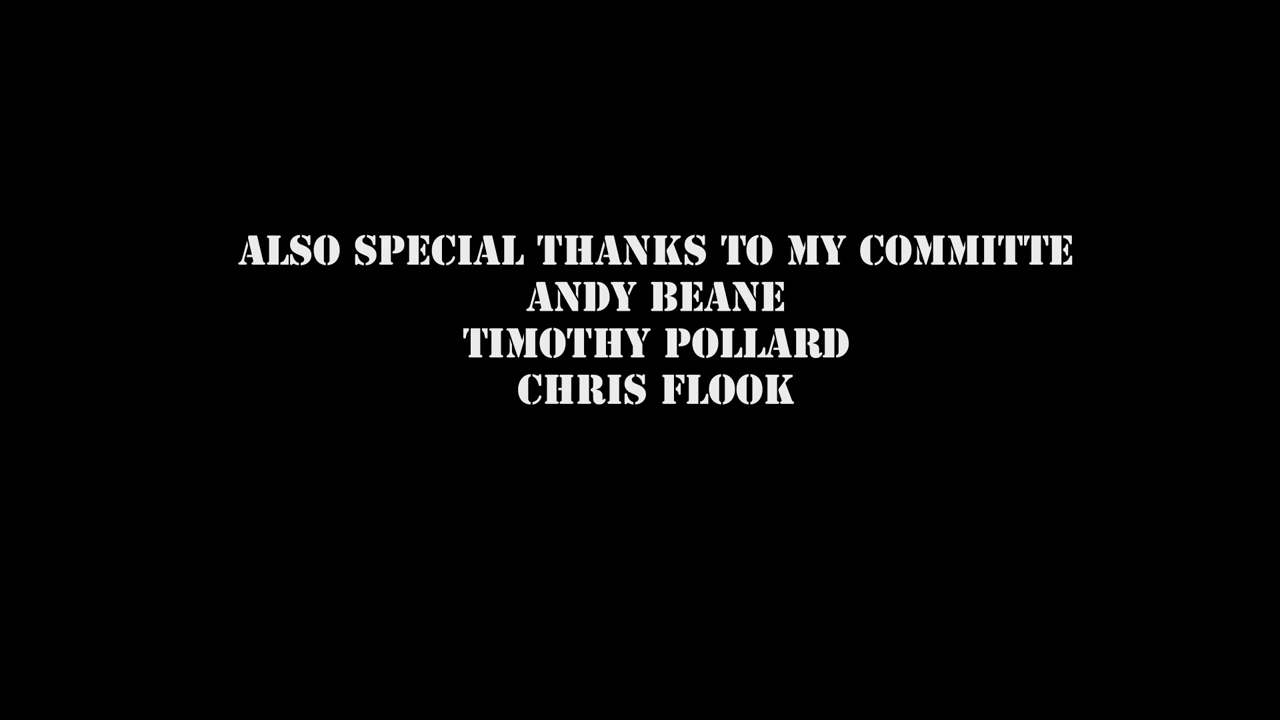 ALSO SPECIAL THANKS TO MY COMMITTE
ANDY BEANE
TIMOTHY POLLARD
CHRIS FLOOK